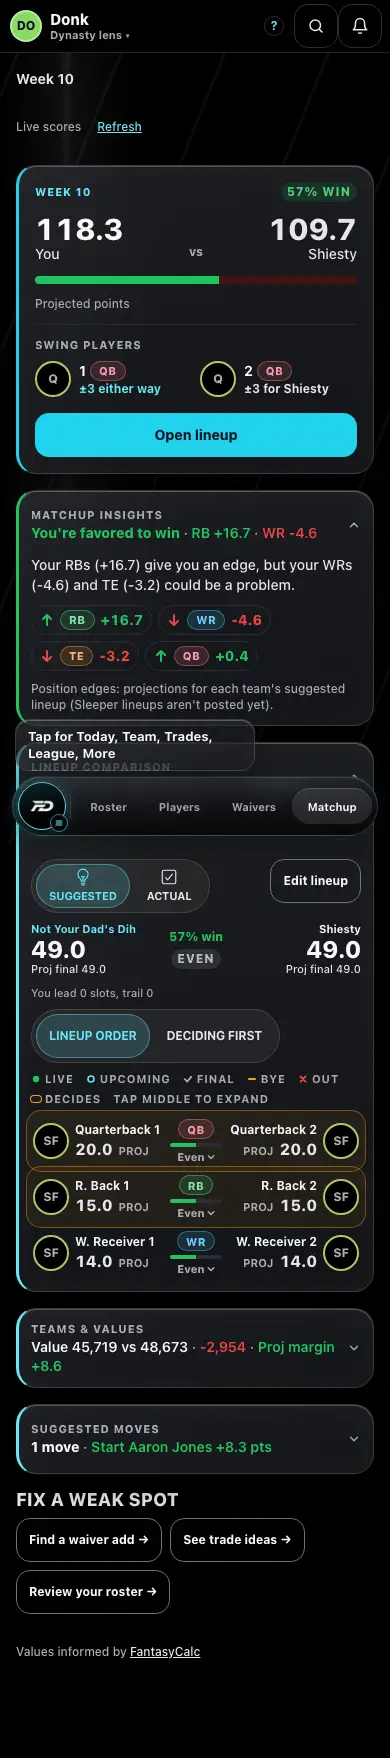 DO
Donk
Dynasty lens ▾
?
Week 10
Live scores Refresh
WEEK 10
57% WIN
118.3
109.7
You
vs
Shiesty
Projected points
SWING PLAYERS
Q
1 QB
±3 either way
Q
2 QB
±3 for Shiesty
Open lineup
MATCHUP INSIGHTS
You're favored to win · RB +16.7 · WR -4.6
Your RBs (+16.7) give you an edge, but your WRs
(-4.6) and TE (-3.2) could be a problem.
↑ RB +16.7 ↓ WR -4.6
↓ TE -3.2 ↑ QB +0.4
Position edges: projections for each team's suggested
lineup (Sleeper lineups aren't posted yet).
Tap for Today, Team, Trades,
League, More
LINEUP COMPARISON
FD
Roster Players Waivers Matchup
SUGGESTED
ACTUAL
Edit lineup
Not Your Dad's Dih
57% win
Shiesty
49.0
EVEN
49.0
Proj final 49.0
Proj final 49.0
You lead 0 slots, trail 0
LINEUP ORDER DECIDING FIRST
LIVE UPCOMING FINAL BYE OUT
DECIDES TAP MIDDLE TO EXPAND
SF
Quarterback 1
QB
Quarterback 2
SF
20.0 PROJ
Even
PROJ 20.0
SF
R. Back 1
RB
R. Back 2
SF
15.0 PROJ
Even
PROJ 15.0
SF
W. Receiver 1
WR
W. Receiver 2
SF
14.0 PROJ
Even
PROJ 14.0
TEAMS & VALUES
Value 45,719 vs 48,673 · -2,954 · Proj margin
+8.6
SUGGESTED MOVES
1 move · Start Aaron Jones +8.3 pts
FIX A WEAK SPOT
Find a waiver add →
See trade ideas →
Review your roster →
Values informed by FantasyCalc